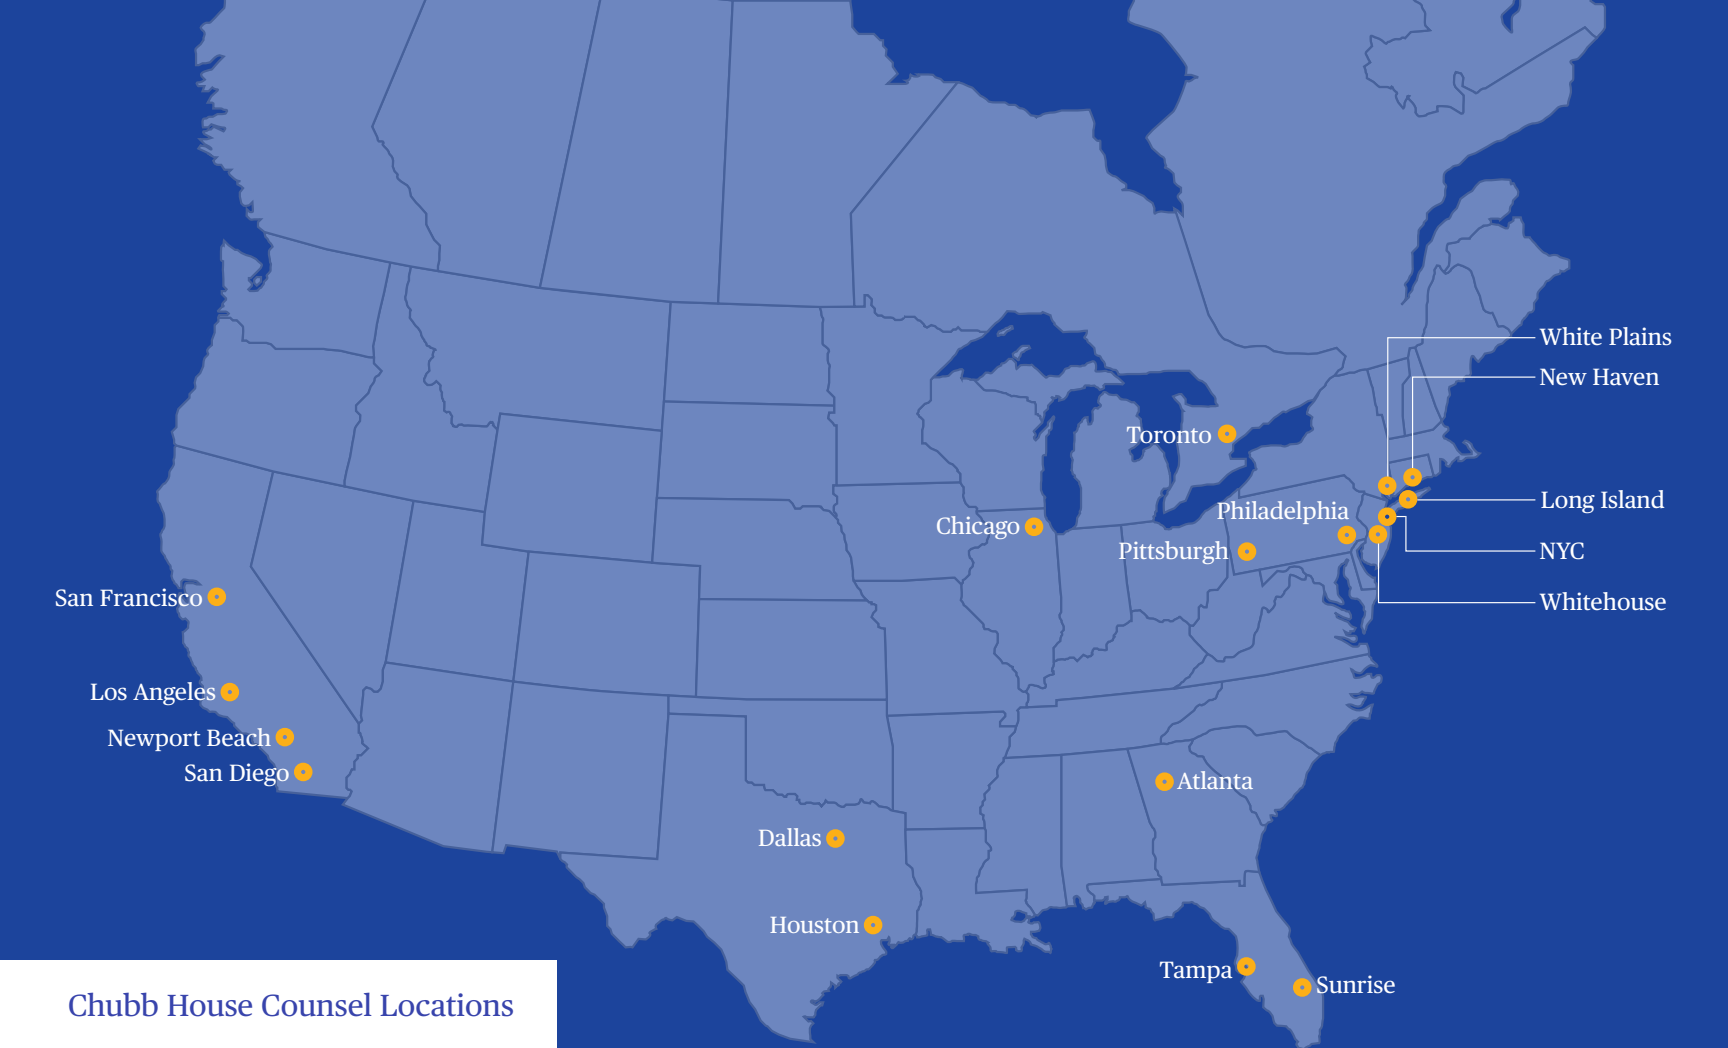 White Plains
New Haven
Toronto
Long Island
Philadelphia
Chicago
Pittsburgh
NYC
San Francisco
Whitehouse
Los Angeles
Newport Beach
San Diego
Atlanta
Dallas
Houston
Tampa
Sunrise
Chubb House Counsel Locations